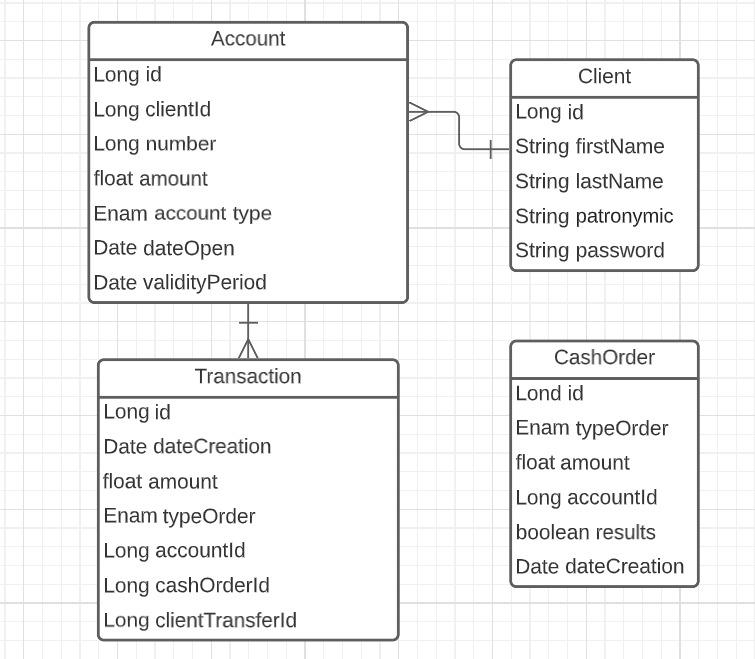 Account
Long id
Long clientId
Long number
float amount
Enam account type
Date dateOpen
Date validityPeriod
Client
Long id
String firstName
String lastName
String patronymic
String password
Transaction
Long id
Date dateCreation
float amount
Enam typeOrder
Long accountId
Long cashOrderId
Long clientTransferId
CashOrder
Lond id
Enam typeOrder
float amount
Long accountId
boolean results
Date dateCreation